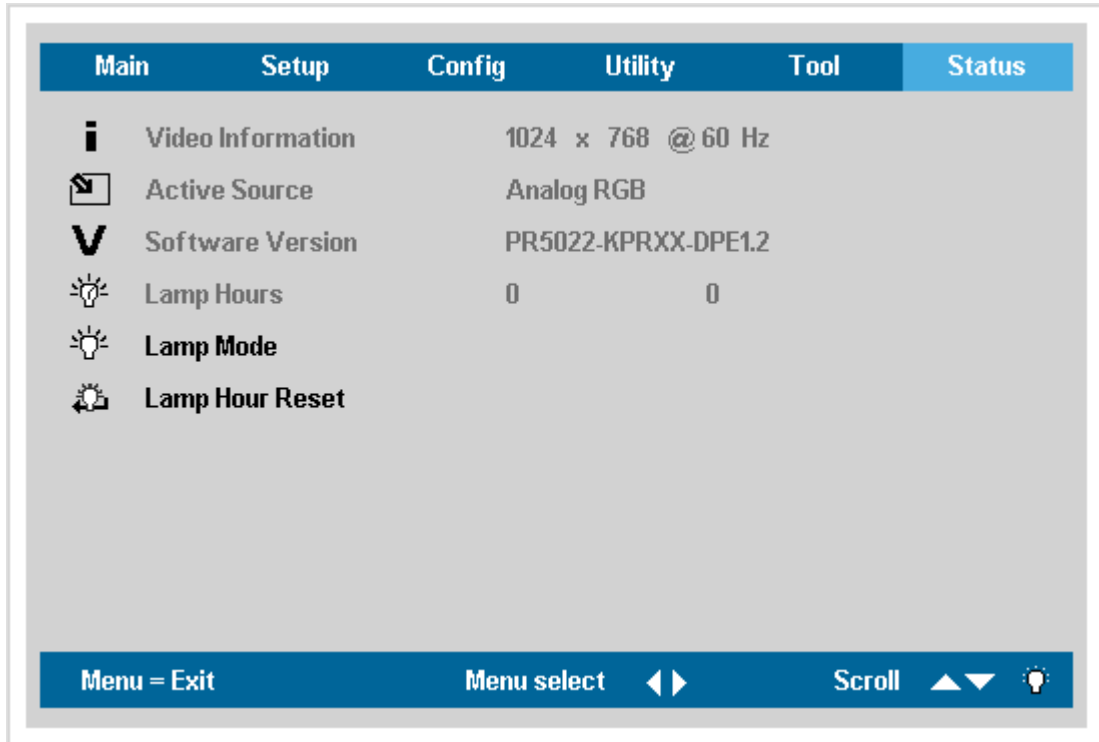 Main Setup Config Utility Tool Status
Video Information 1024 x 768 @ 60 Hz
Active Source Analog RGB
Software Version PR5022-KPRXX-DPE1.2
Lamp Hours 0 0
Lamp Mode
Lamp Hour Reset
Menu = Exit Menu select Scroll